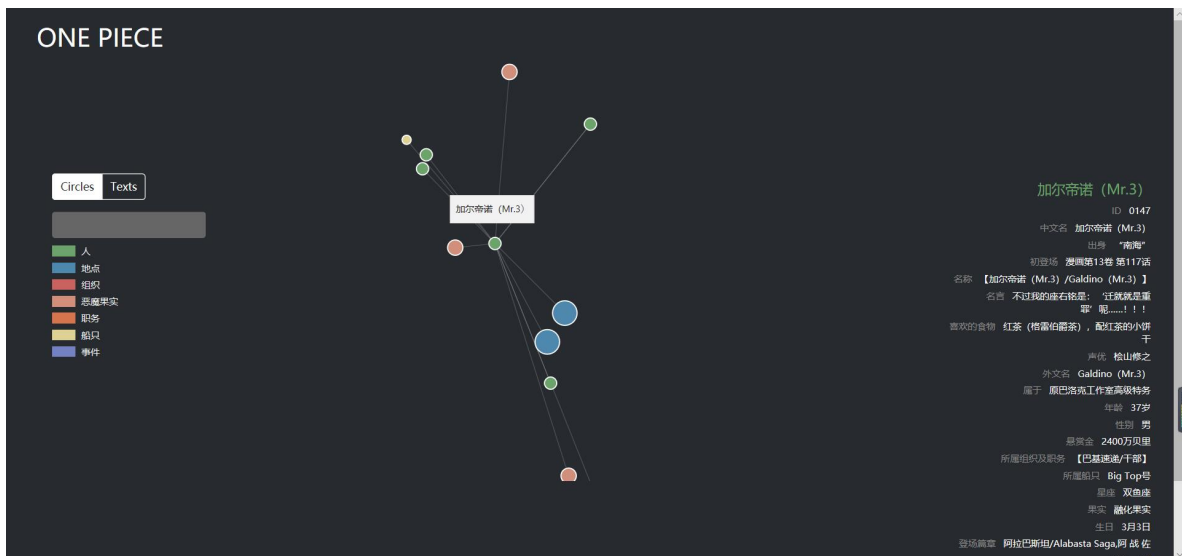 ONE PIECE
Circles Texts
人
地点
组织
恶魔果实
职务
船只
事件
加尔帝诺（Mr.3）
加尔帝诺（Mr.3）
ID 0147
中文名 加尔帝诺（Mr.3）
出身 “南海”
初登场 漫画第13卷 第117话
名称 【加尔帝诺（Mr.3）/Galdino（Mr.3）】
名言 不过我的座右铭是：‘迁就就是重
罪’呢......！！！
喜欢的食物 红茶（格雷伯爵茶），配红茶的小饼
干
声优 桧山修之
外文名 Galdino（Mr.3）
属于 原巴洛克工作室高级特务
年龄 37岁
性别 男
悬赏金 2400万贝里
所属组织及职务 【巴基速递/干部】
所属船只 Big Top号
星座 双鱼座
果实 融化果实
生日 3月3日
登场篇章 阿拉巴斯坦/Alabasta Saga,阿 战 佐